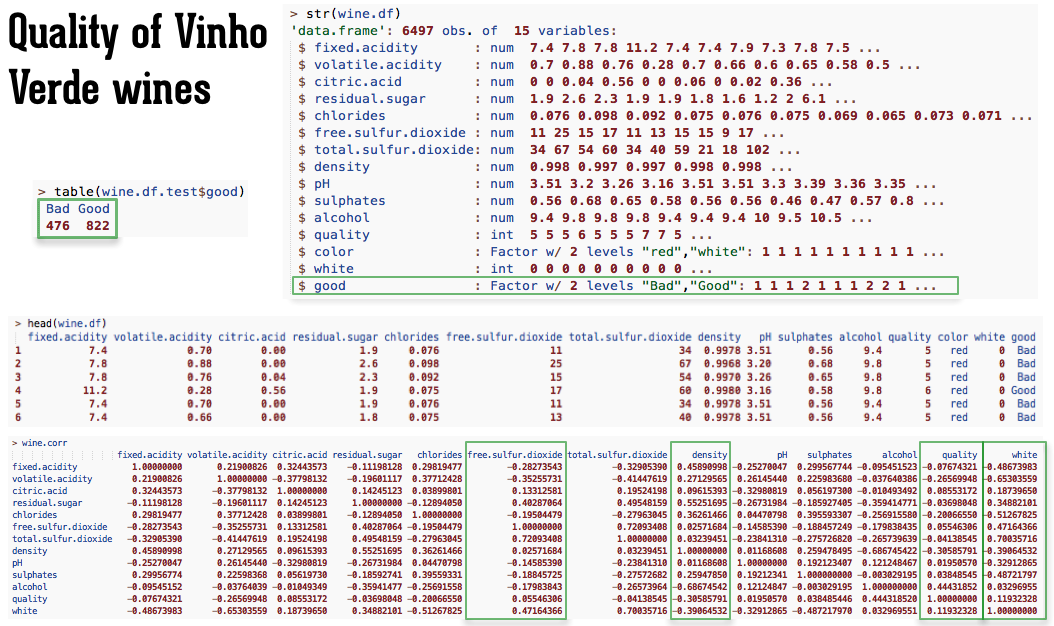 Quality of Vinho
Verde wines
> table(wine.df.test$good)
Bad Good
476 822
> str(wine.df)
'data.frame': 6497 obs. of 15 variables:
$ fixed.acidity : num 7.4 7.8 7.8 11.2 7.4 7.4 7.9 7.3 7.8 7.5 ...
$ volatile.acidity : num 0.7 0.88 0.76 0.28 0.7 0.66 0.6 0.65 0.58 0.5 ...
$ citric.acid : num 0 0 0.04 0.56 0 0 0.06 0 0.02 0.36 ...
$ residual.sugar : num 1.9 2.6 2.3 1.9 1.9 1.8 1.6 1.2 2 6.1 ...
$ chlorides : num 0.076 0.098 0.092 0.075 0.076 0.075 0.069 0.065 0.073 0.071 ...
$ free.sulfur.dioxide : num 11 25 15 17 11 13 15 15 9 17 ...
$ total.sulfur.dioxide: num 34 67 54 60 34 40 59 21 18 102 ...
$ density : num 0.998 0.997 0.997 0.998 0.998 ...
$ pH : num 3.51 3.2 3.26 3.16 3.51 3.51 3.3 3.39 3.36 3.35 ...
$ sulphates : num 0.56 0.68 0.65 0.58 0.56 0.56 0.46 0.47 0.57 0.8 ...
$ alcohol : num 9.4 9.8 9.8 9.8 9.4 9.4 9.4 10 9.5 10.5 ...
$ quality : int 5 5 5 6 5 5 5 7 7 5 ...
$ color : Factor w/ 2 levels "red","white": 1 1 1 1 1 1 1 1 1 1 ...
$ white : int 0 0 0 0 0 0 0 0 0 0 ...
$ good : Factor w/ 2 levels "Bad","Good": 1 1 1 2 1 1 1 2 2 1 ...
> head(wine.df)
fixed.acidity volatile.acidity citric.acid residual.sugar chlorides free.sulfur.dioxide total.sulfur.dioxide density pH sulphates alcohol quality color white good
1 7.4 0.70 0.00 1.9 0.076 11 34 0.9978 3.51 0.56 9.4 5 red 0 Bad
2 7.8 0.88 0.00 2.6 0.098 25 67 0.9968 3.20 0.68 9.8 5 red 0 Bad
3 7.8 0.76 0.04 2.3 0.092 15 54 0.9970 3.26 0.65 9.8 5 red 0 Bad
4 11.2 0.28 0.56 1.9 0.075 17 60 0.9980 3.16 0.58 9.8 6 red 0 Good
5 7.4 0.70 0.00 1.9 0.076 11 34 0.9978 3.51 0.56 9.4 5 red 0 Bad
6 7.4 0.66 0.00 1.8 0.075 13 40 0.9978 3.51 0.56 9.4 5 red 0 Bad
> wine.corr
fixed.acidity volatile.acidity citric.acid residual.sugar chlorides free.sulfur.dioxide total.sulfur.dioxide density pH sulphates alcohol quality white
fixed.acidity 1.00000000 0.21900826 0.32443573 -0.11198128 0.29819477 -0.28273543 -0.32905390 0.45890998 -0.25270047 0.299567744 -0.095451523 -0.07674321 -0.48673983
volatile.acidity 0.21900826 1.00000000 -0.37798132 -0.19601117 0.37712428 -0.35255731 -0.41447619 0.27129565 0.26145440 0.225983680 -0.037640386 -0.26569948 -0.65303559
citric.acid 0.32443573 -0.37798132 1.00000000 0.14245123 0.03899801 0.13312581 0.19524198 0.09615393 -0.32980819 0.056197300 -0.010493492 0.08553172 0.18739650
residual.sugar -0.11198128 -0.19601117 0.14245123 1.00000000 -0.12894050 0.40287064 0.49548159 0.55251695 -0.26731984 -0.185927405 -0.359414771 -0.03698048 0.34882101
chlorides 0.29819477 0.37712428 0.03899801 -0.12894050 1.00000000 -0.19504479 -0.27963045 0.36261466 0.04470798 0.395593307 -0.256915580 -0.20066550 -0.51267825
free.sulfur.dioxide -0.28273543 -0.35255731 0.13312581 0.40287064 -0.19504479 1.00000000 0.72093408 0.02571684 -0.14585390 -0.188457249 -0.179838435 0.05546306 0.47164366
total.sulfur.dioxide -0.32905390 -0.41447619 0.19524198 0.49548159 -0.27963045 0.72093408 1.00000000 0.03239451 -0.23841310 -0.275726820 -0.265739639 -0.04138545 0.70035716
density 0.45890998 0.27129565 0.09615393 0.55251695 0.36261466 0.02571684 0.03239451 1.00000000 0.01168608 0.259478495 -0.686745422 -0.30585791 -0.39064532
pH -0.25270047 0.26145440 -0.32980819 -0.26731984 0.04470798 -0.14585390 -0.23841310 0.01168608 1.00000000 0.192123407 0.121248467 0.01950570 -0.32912865
sulphates 0.29956774 0.22598368 0.05619730 -0.18592741 0.39559331 -0.18845725 -0.27572682 0.25947850 0.19212341 1.000000000 -0.003029195 0.03848545 -0.48721797
alcohol -0.09545152 -0.03764039 -0.01049349 -0.35941477 -0.25691558 -0.17983843 -0.26573964 -0.68674542 0.12124847 -0.003029195 1.000000000 0.44431852 0.03296955
quality -0.07674321 -0.26569948 0.08553172 -0.03698048 -0.20066550 0.05546306 -0.04138545 -0.30585791 0.01950570 0.038485446 0.444318520 1.00000000 0.11932328
white -0.48673983 -0.65303559 0.18739650 0.34882101 -0.51267825 0.47164366 0.70035716 -0.39064532 -0.32912865 -0.487217970 0.032969551 0.11932328 1.00000000